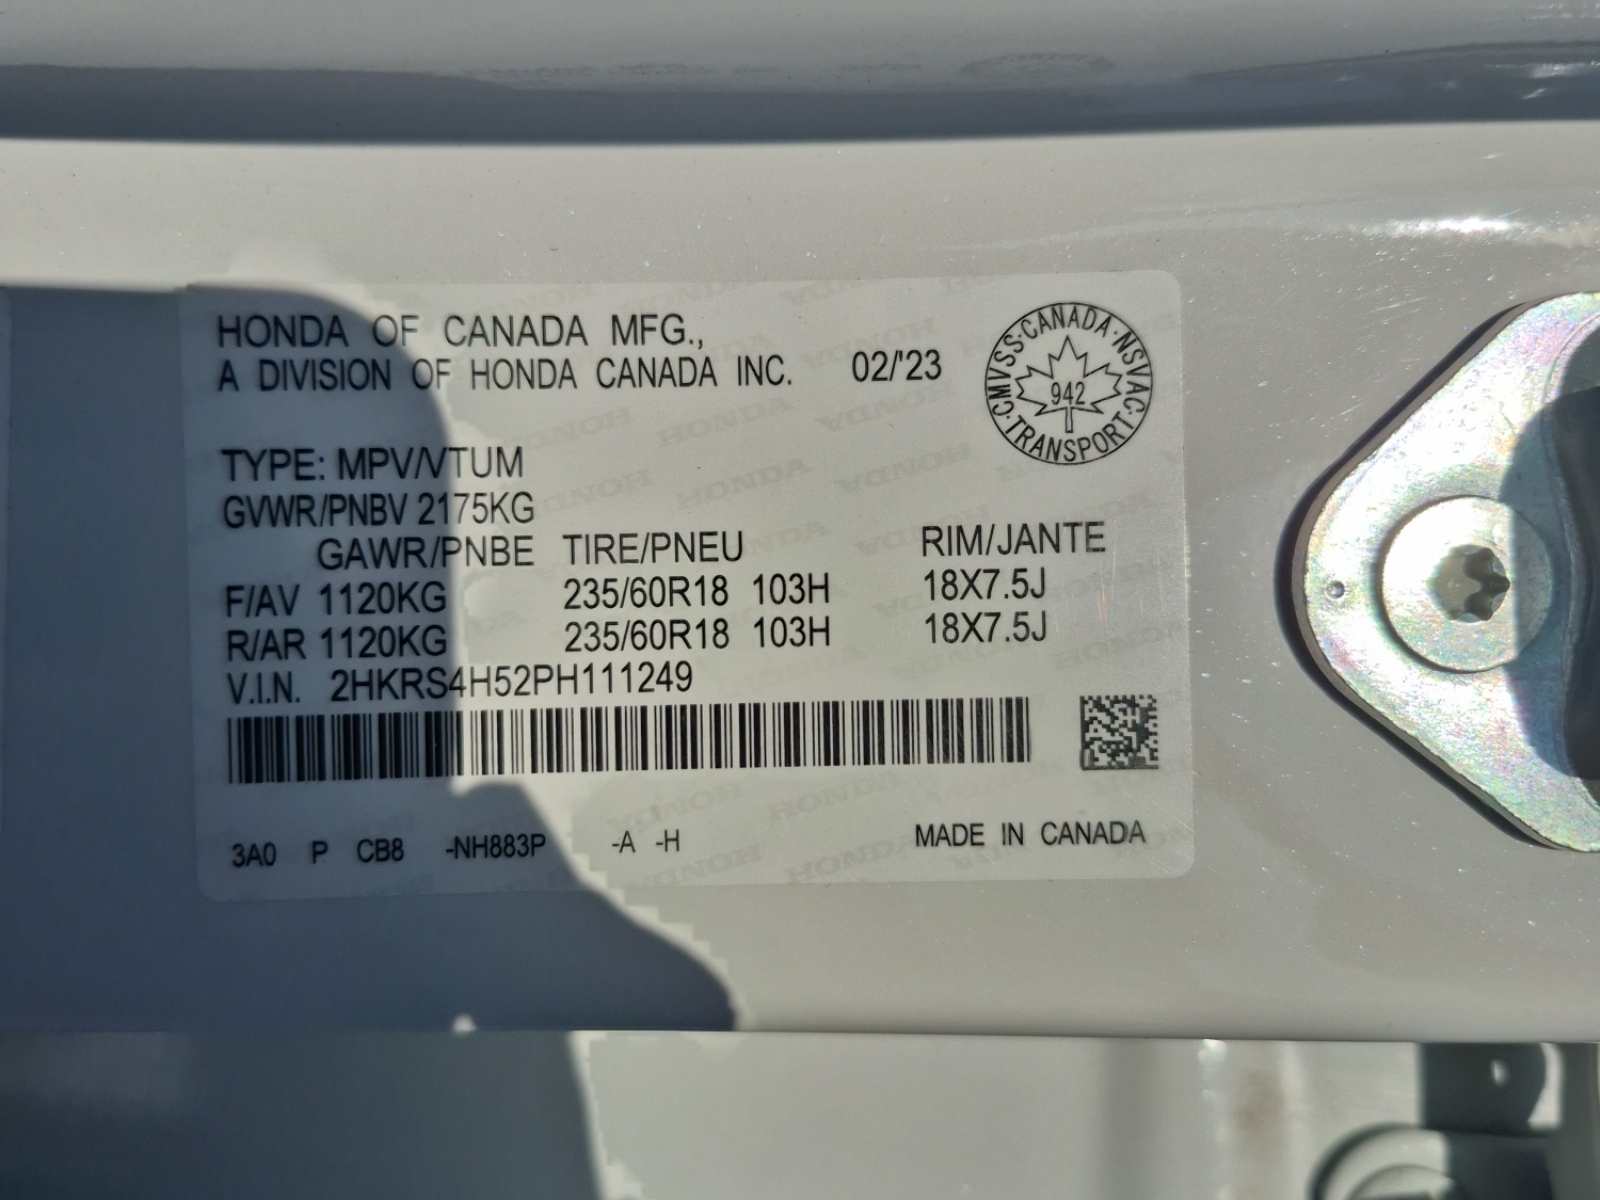 HONDA OF CANADA MFG.,
A DIVISION OF HONDA CANADA INC. 02/'23
CMVSS·CANADA·NSVAC·TRANSPORT·
942
TYPE: MPV/VTUM
GVWR/PNBV 2175KG
GAWR/PNBE TIRE/PNEU RIM/JANTE
F/AV 1120KG 235/60R18 103H 18X7.5J
R/AR 1120KG 235/60R18 103H 18X7.5J
V.I.N. 2HKRS4H52PH111249
3A0 P CB8 -NH883P -A -H MADE IN CANADA